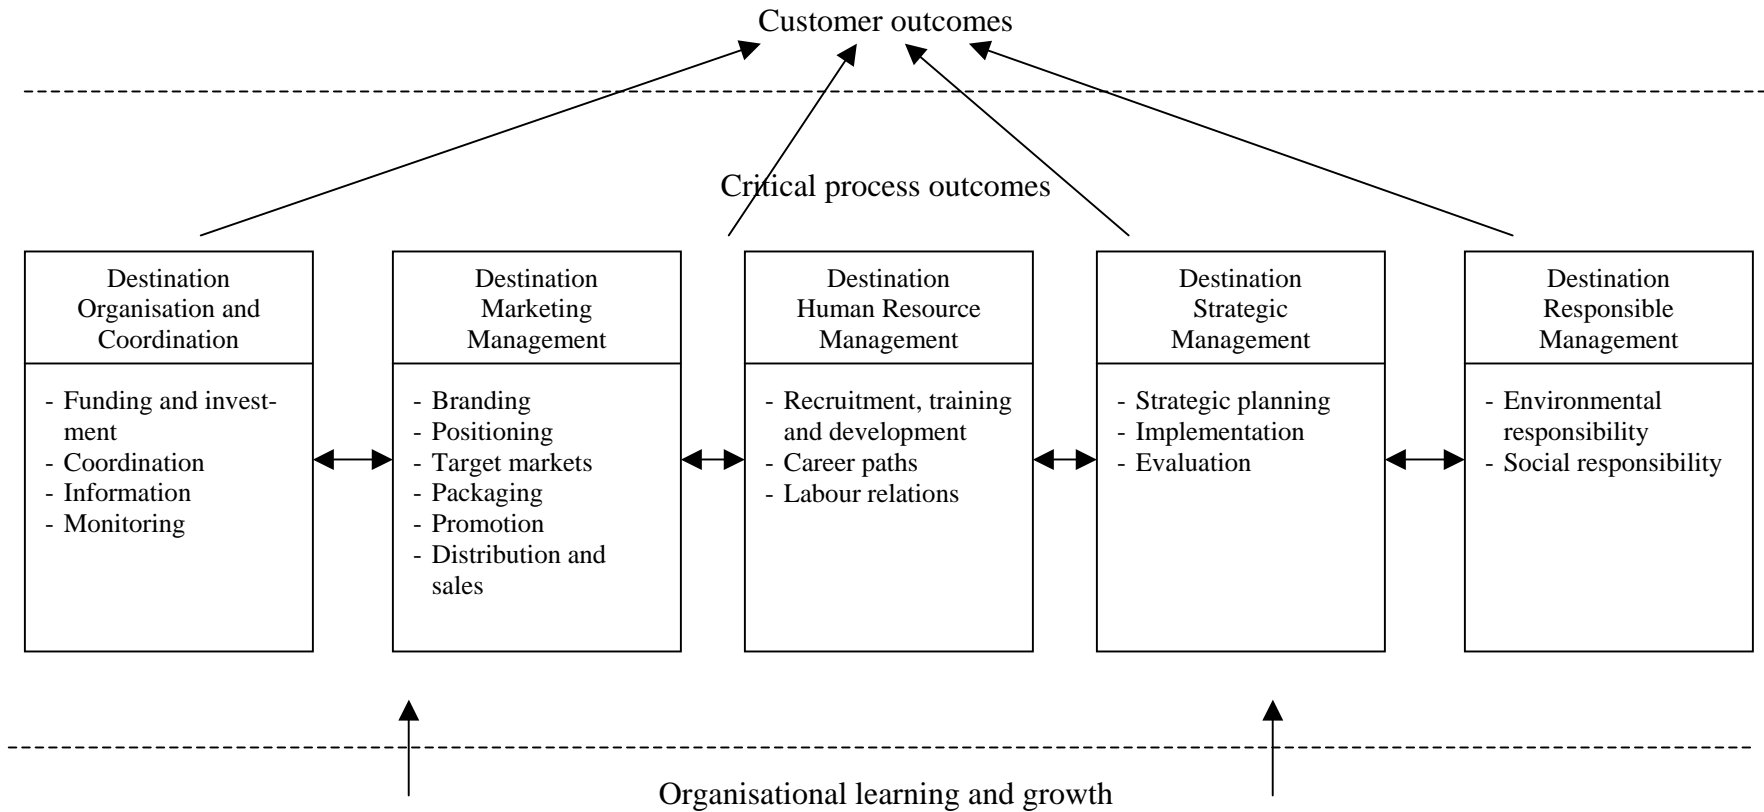 Customer outcomes
Critical process outcomes
Destination
Organisation and
Coordination
- Funding and invest-
ment
- Coordination
- Information
- Monitoring
Destination
Marketing
Management
- Branding
- Positioning
- Target markets
- Packaging
- Promotion
- Distribution and
sales
Destination
Human Resource
Management
- Recruitment, training
and development
- Career paths
- Labour relations
Destination
Strategic
Management
- Strategic planning
- Implementation
- Evaluation
Destination
Responsible
Management
- Environmental
responsibility
- Social responsibility
Organisational learning and growth